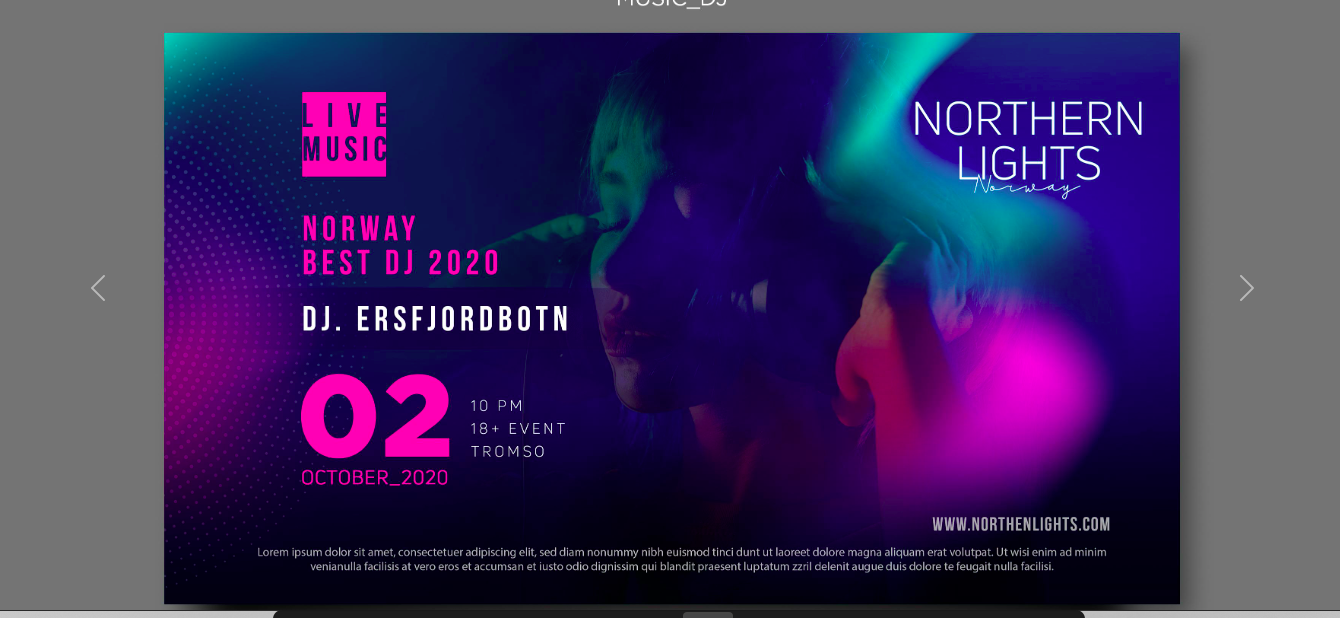 MUSIC_DJ
LIVE
MUSIC
NORTHERN
LIGHTS
Norway
NORWAY
BEST DJ 2020
DJ. ERSFJORDBOTN
02
OCTOBER_2020
10 PM
18+ EVENT
TROMSO
WWW.NORTHENLIGHTS.COM
Lorem ipsum dolor sit amet, consectetuer adipiscing elit, sed diam nonummy nibh euismod tinci dunt ut laoreet dolore magna aliquam erat volutpat. Ut wisi enim ad minim
venianulla facilisis at vero eros et accumsan et iusto odio dignissim qui blandit praesent luptatum zzril delenit augue duis dolore te feugait nulla facilisi.